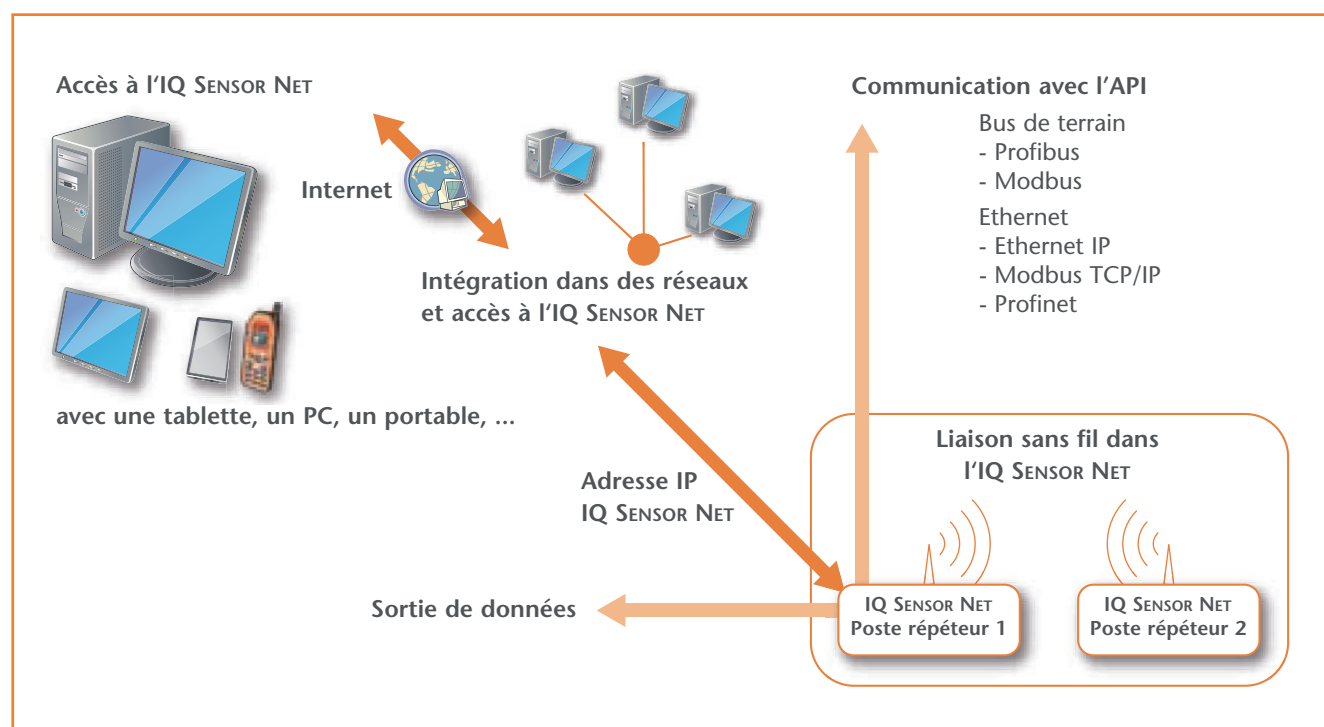 Accès à l‘IQ SENSOR NET
Internet
avec une tablette, un PC, un portable, ...
Intégration dans des réseaux
et accès à l‘IQ SENSOR NET
Communication avec l’API
Bus de terrain
- Profibus
- Modbus
Ethernet
- Ethernet IP
- Modbus TCP/IP
- Profinet
Adresse IP
IQ SENSOR NET
Sortie de données
Liaison sans fil dans
l‘IQ SENSOR NET
IQ SENSOR NET
Poste répéteur 1
IQ SENSOR NET
Poste répéteur 2